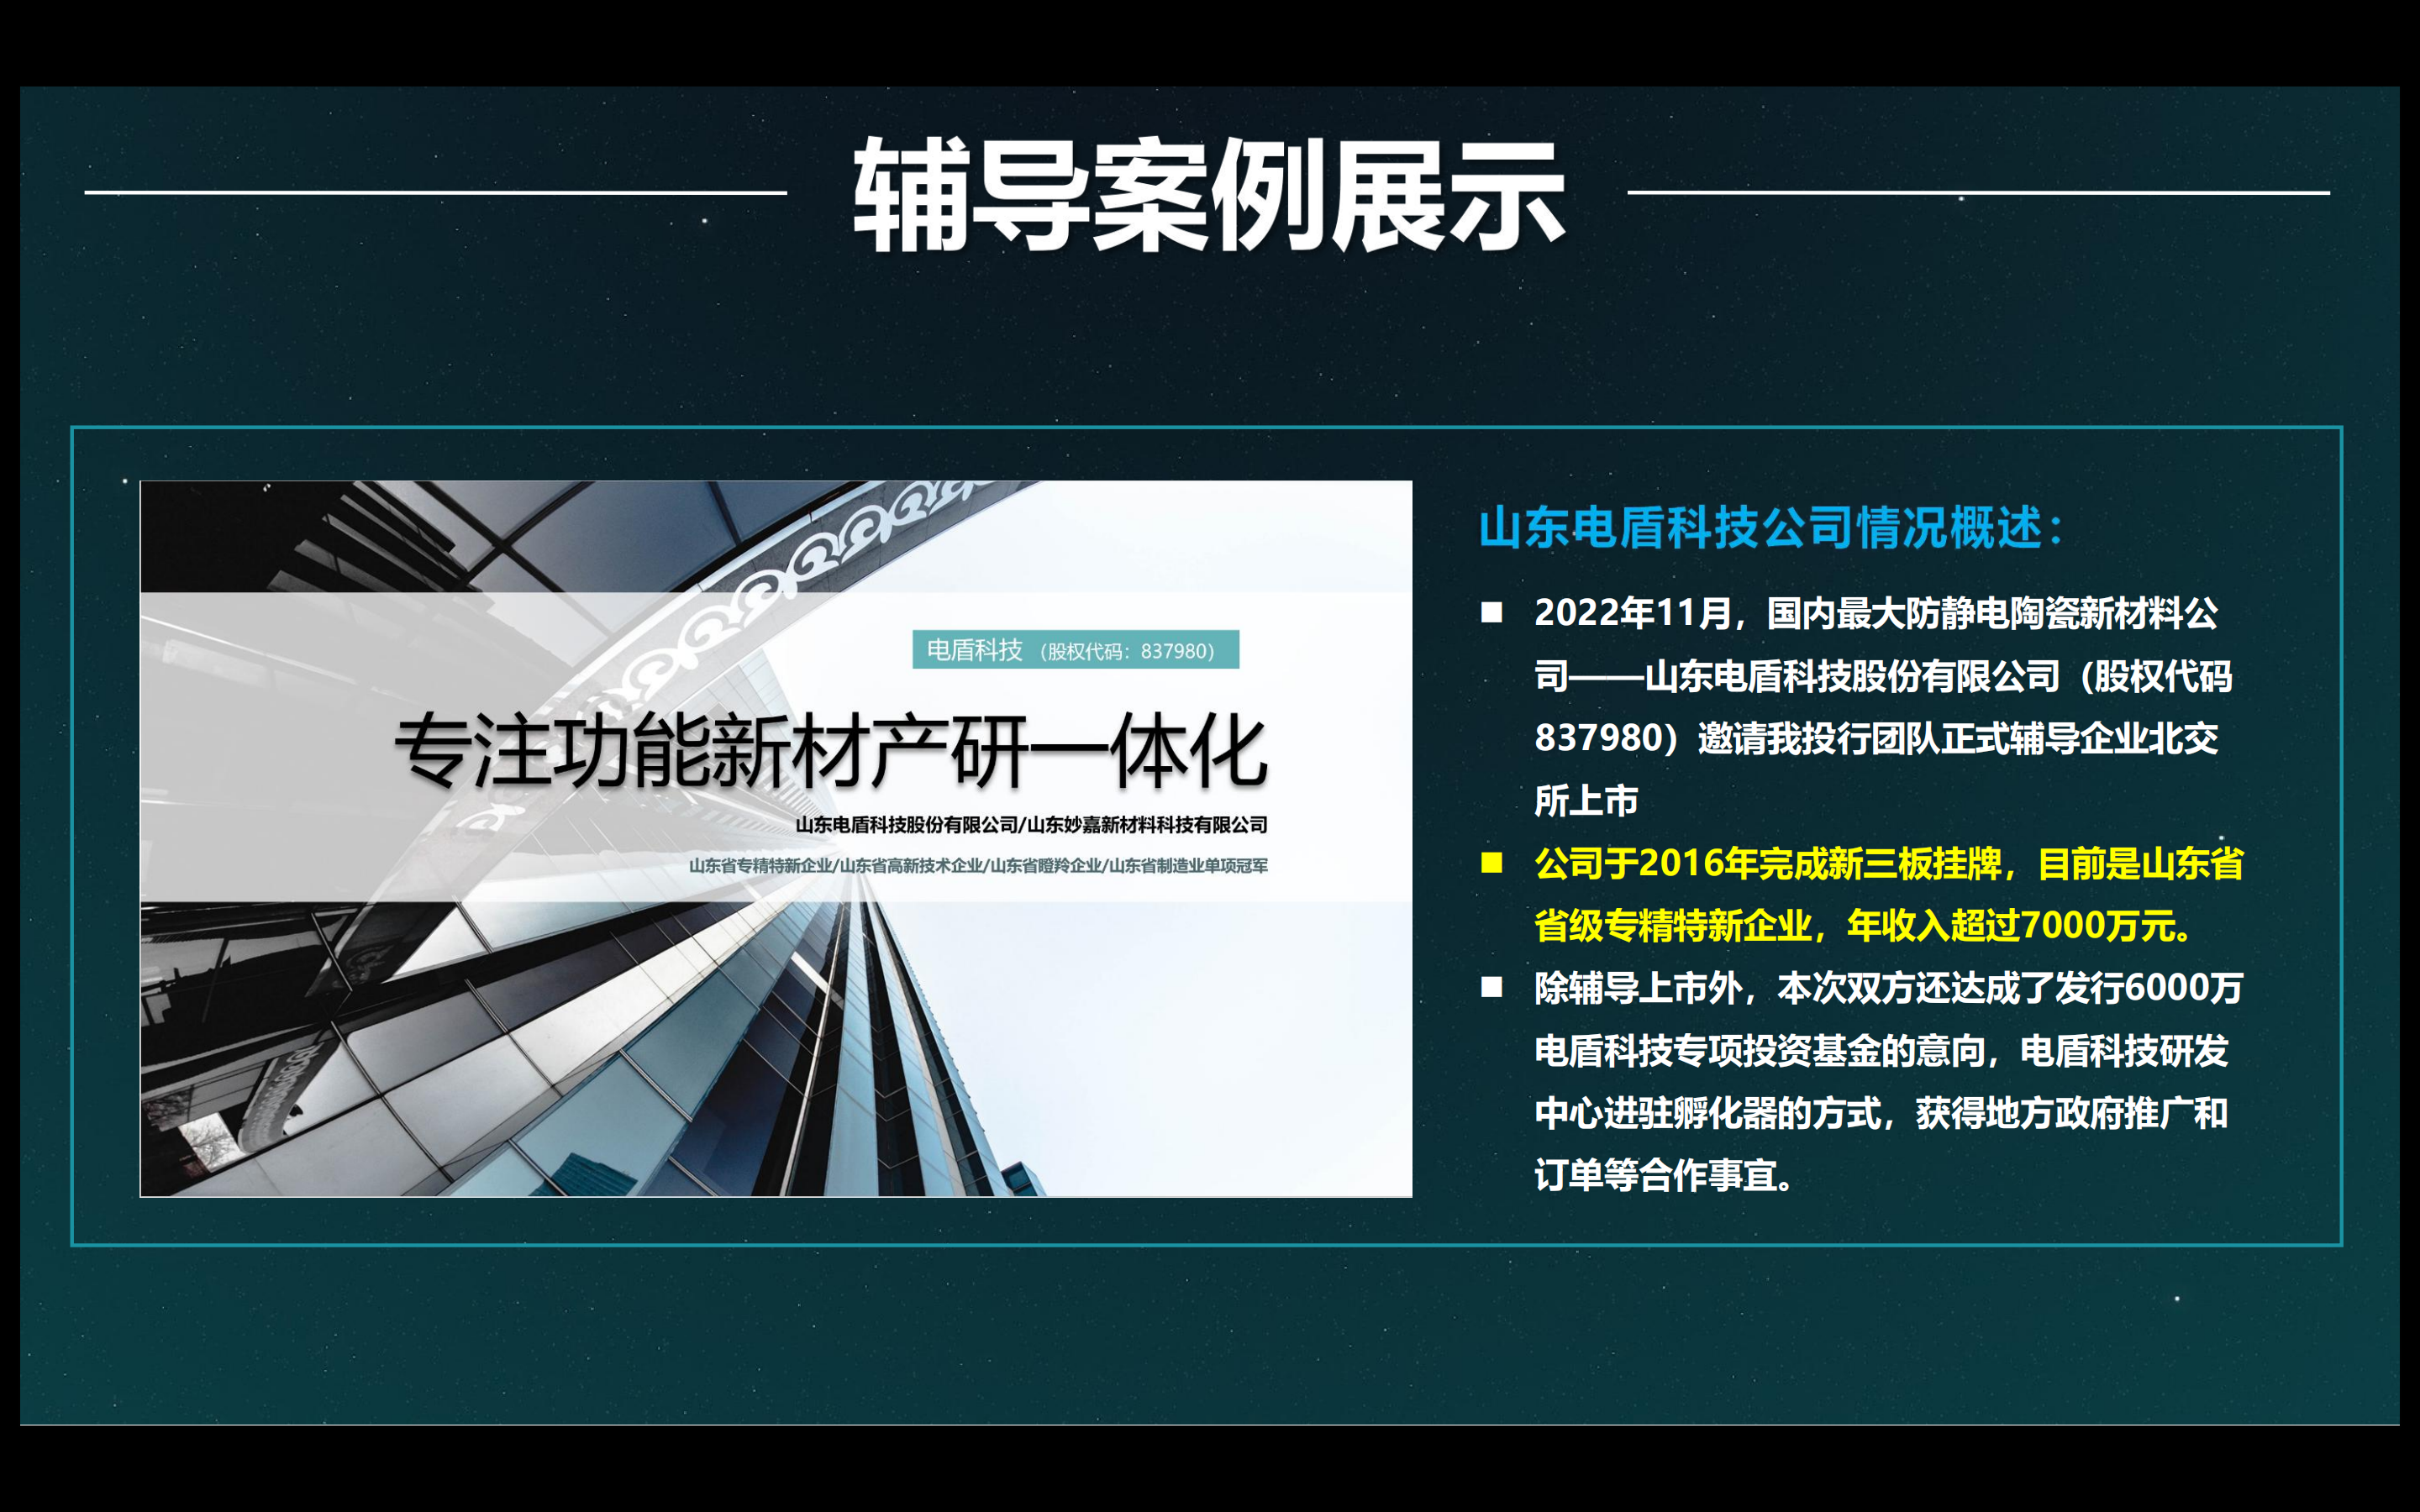 辅导案例展示
电盾科技 （股权代码：837980）
专注功能新材产研一体化
山东电盾科技股份有限公司/山东妙嘉新材料科技有限公司
山东省专精特新企业/山东省高新技术企业/山东省瞪羚企业/山东省制造业单项冠军
山东电盾科技公司情况概述：
■ 2022年11月，国内最大防静电陶瓷新材料公
司——山东电盾科技股份有限公司（股权代码
837980）邀请我投行团队正式辅导企业北交
所上市
■ 公司于2016年完成新三板挂牌，目前是山东省
省级专精特新企业，年收入超过7000万元。
■ 除辅导上市外，本次双方还达成了发行6000万
电盾科技专项投资基金的意向，电盾科技研发
中心进驻孵化器的方式，获得地方政府推广和
订单等合作事宜。